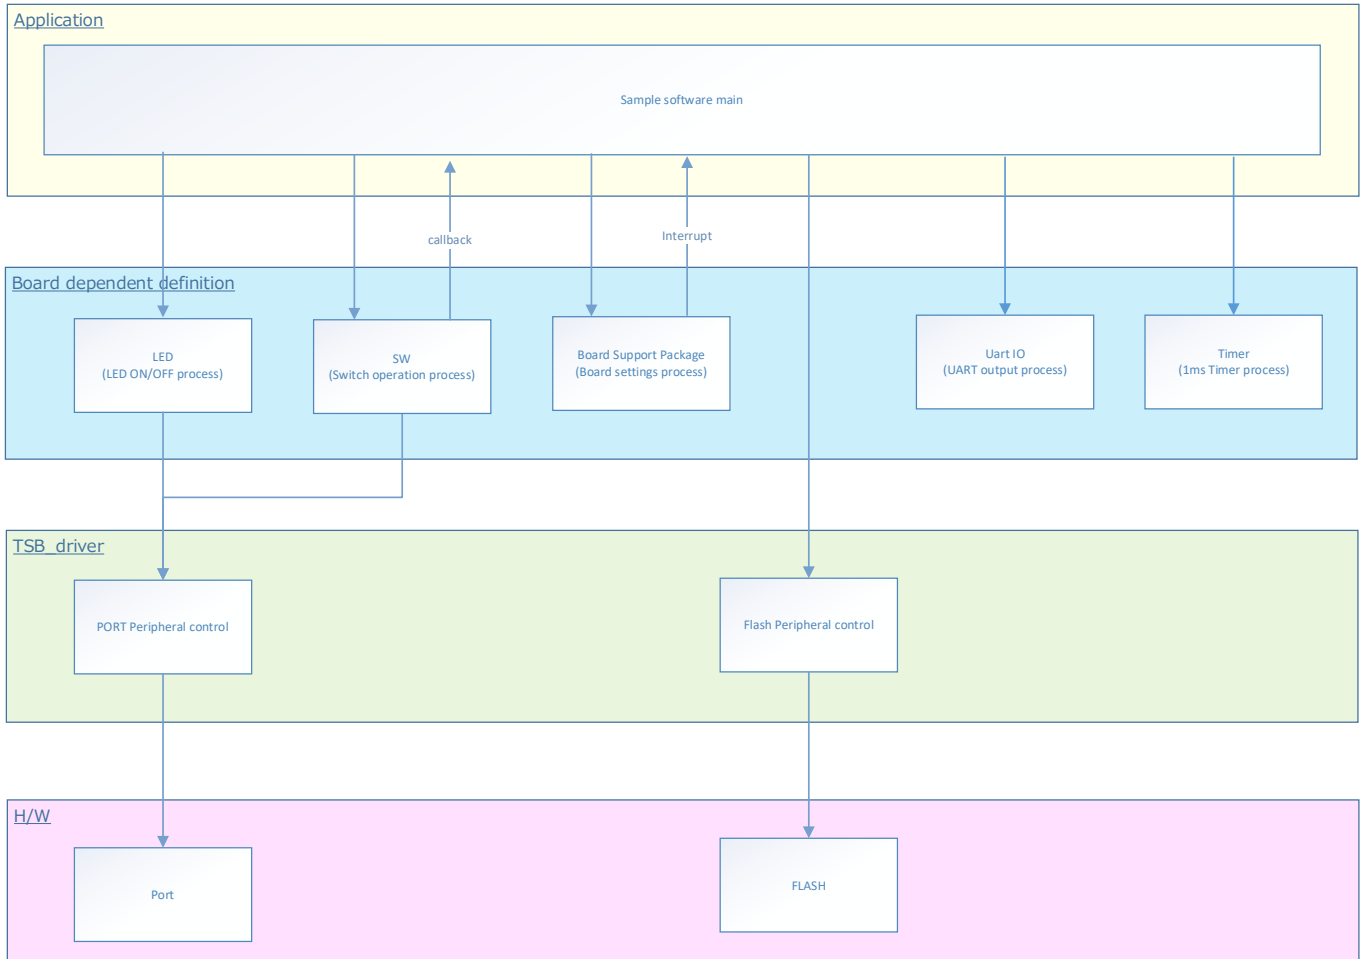 Application
Sample software main
callback
Interrupt
Board dependent definition
LED
(LED ON/OFF process)
SW
(Switch operation process)
Board Support Package
(Board settings process)
Uart IO
(UART output process)
Timer
(1ms Timer process)
TSB_driver
PORT Peripheral control
Flash Peripheral control
H/W
Port
FLASH